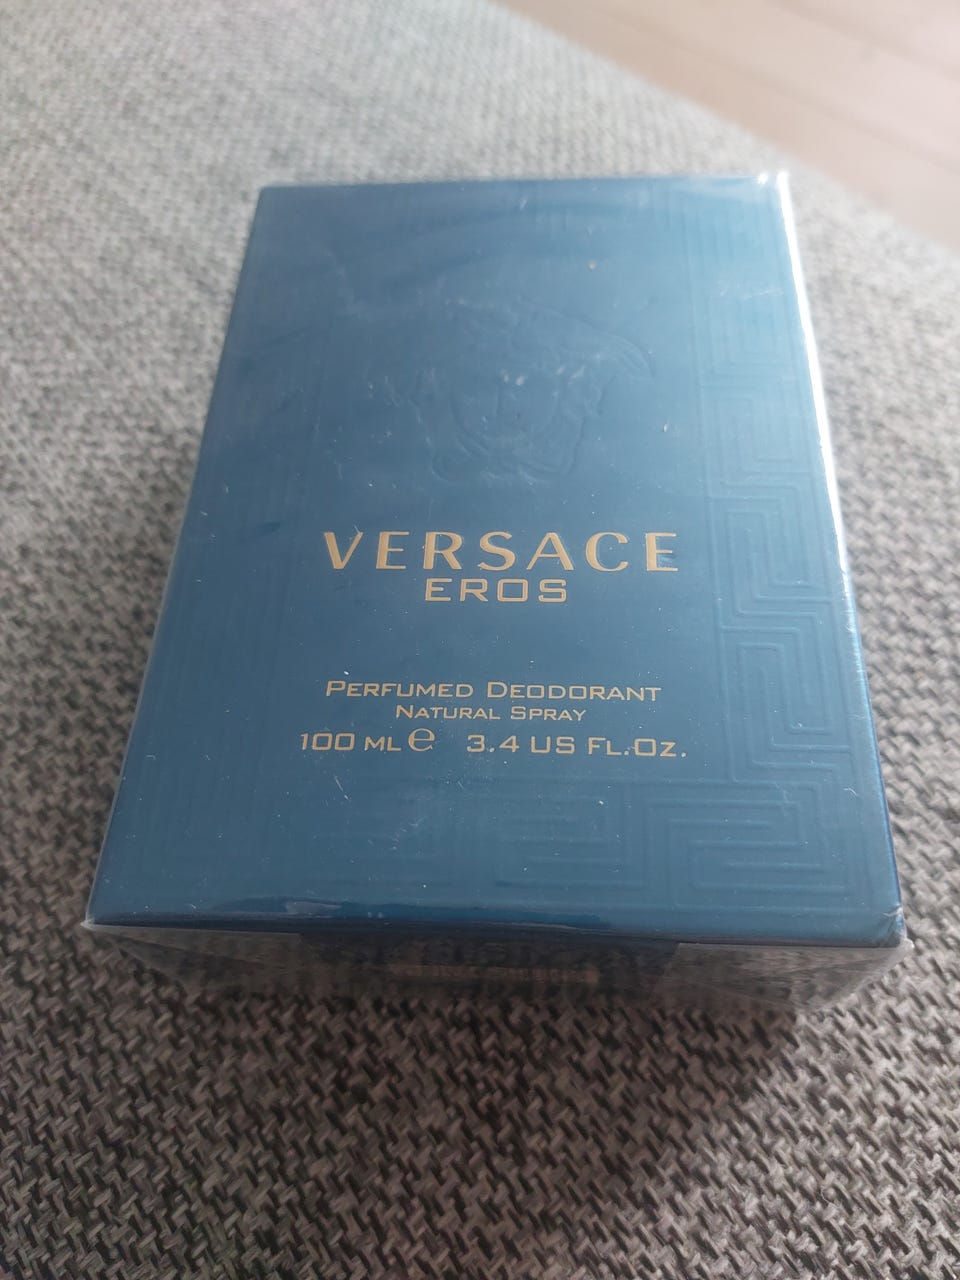 VERSACE
EROS
PERFUMED DEODORANT
NATURAL SPRAY
100 ML ℮ 3.4 US FL.OZ.